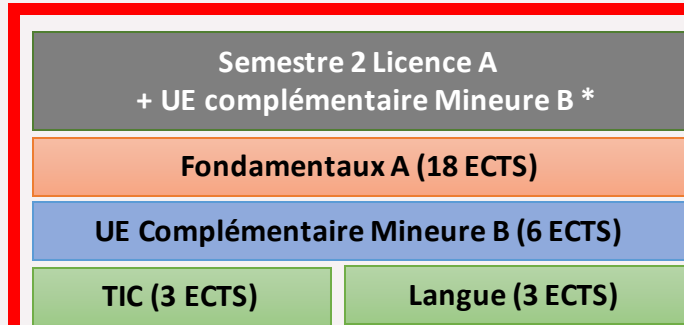 Semestre 2 Licence A
+ UE complémentaire Mineure B *
Fondamentaux A (18 ECTS)
UE Complémentaire Mineure B (6 ECTS)
TIC (3 ECTS)
Langue (3 ECTS)